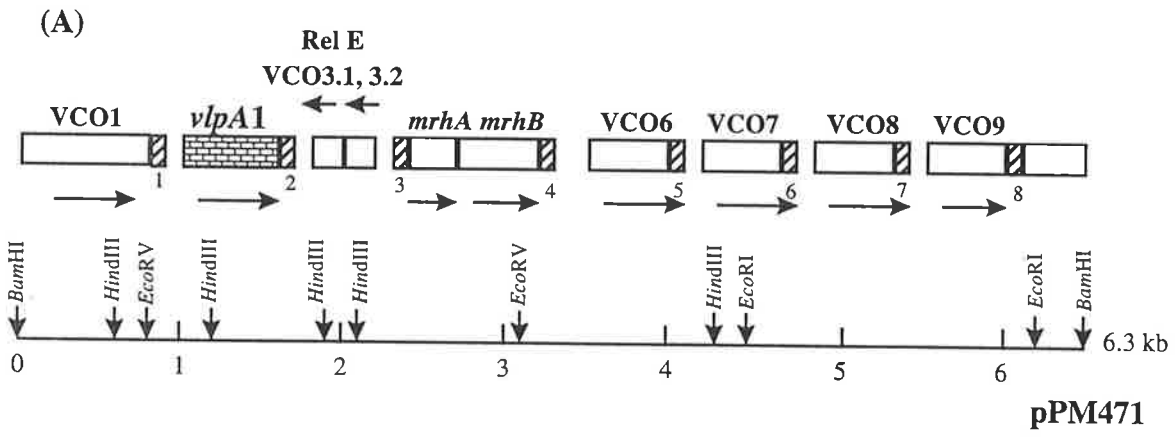 (A)
Rel E
VCO3.1, 3.2
VCO1 vlpA1 mrhA mrhB VCO6 VCO7 VCO8 VCO9
1 2 3 4 5 6 7 8
BamHI HindIII EcoRV HindIII HindIII HindIII EcoRV HindIII EcoRI EcoRI BamHI
0 1 2 3 4 5 6 6.3 kb
pPM471